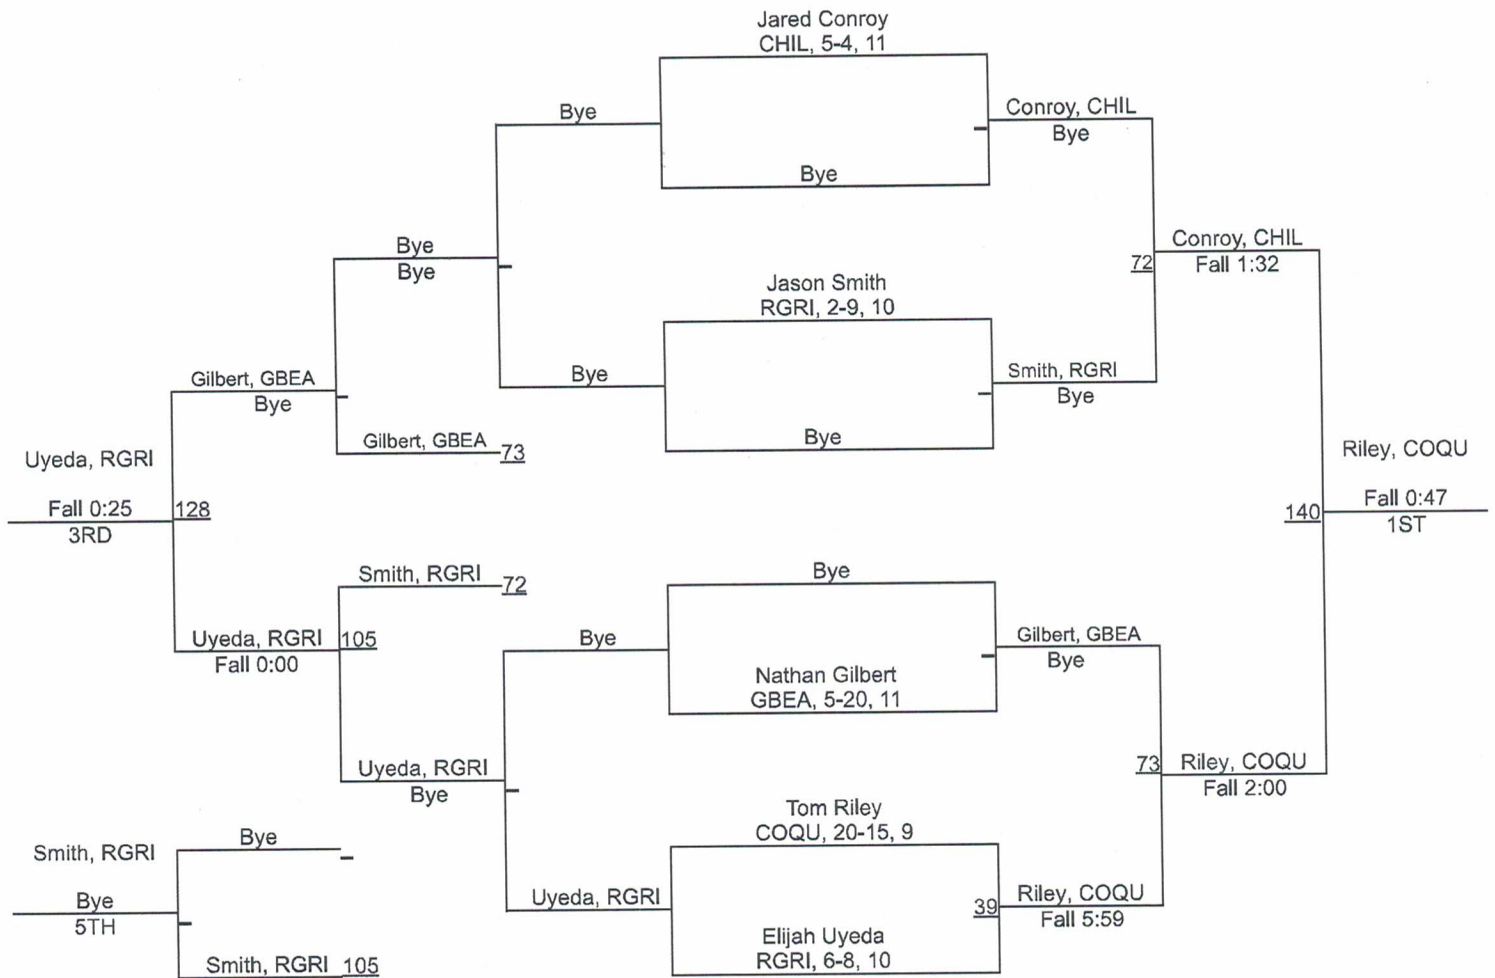 Jared Conroy
CHIL, 5-4, 11
Bye
Conroy, CHIL
Bye
Bye
Bye
Bye
Conroy, CHIL
72
Fall 1:32
Jason Smith
RGRI, 2-9, 10
Bye
Smith, RGRI
Bye
Gilbert, GBEA
Bye
Gilbert, GBEA 73
Bye
Uyeda, RGRI
Fall 0:25
128
3RD
Riley, COQU
140
Fall 0:47
1ST
Smith, RGRI 72
Bye
Uyeda, RGRI 105
Fall 0:00
Bye
Gilbert, GBEA
Bye
Nathan Gilbert
GBEA, 5-20, 11
Uyeda, RGRI
Bye
73
Riley, COQU
Fall 2:00
Tom Riley
COQU, 20-15, 9
Bye
Smith, RGRI
Bye
5TH
Uyeda, RGRI
39
Riley, COQU
Fall 5:59
Elijah Uyeda
RGRI, 6-8, 10
Smith, RGRI 105